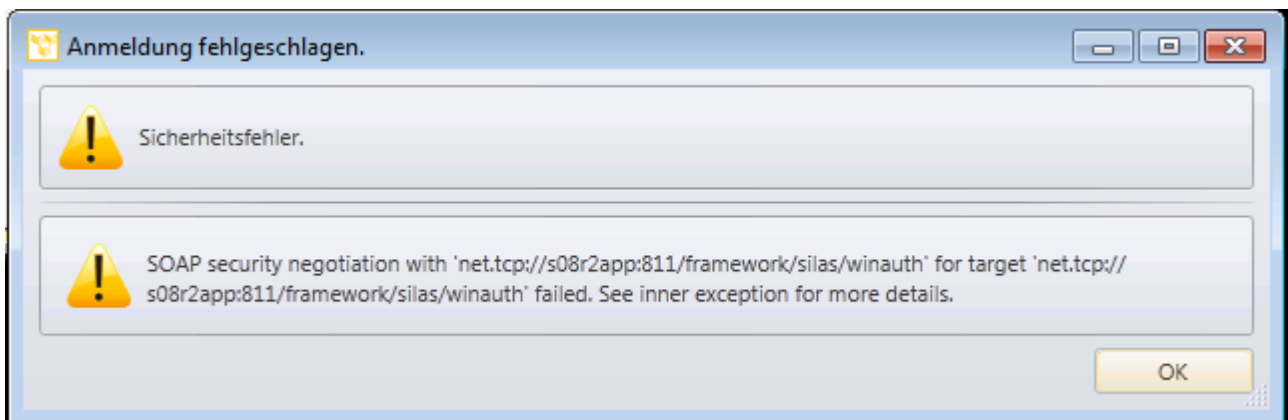 Anmeldung fehlgeschlagen.
Sicherheitsfehler.
SOAP security negotiation with 'net.tcp://s08r2app:811/framework/silas/winauth' for target 'net.tcp://
s08r2app:811/framework/silas/winauth' failed. See inner exception for more details.
OK